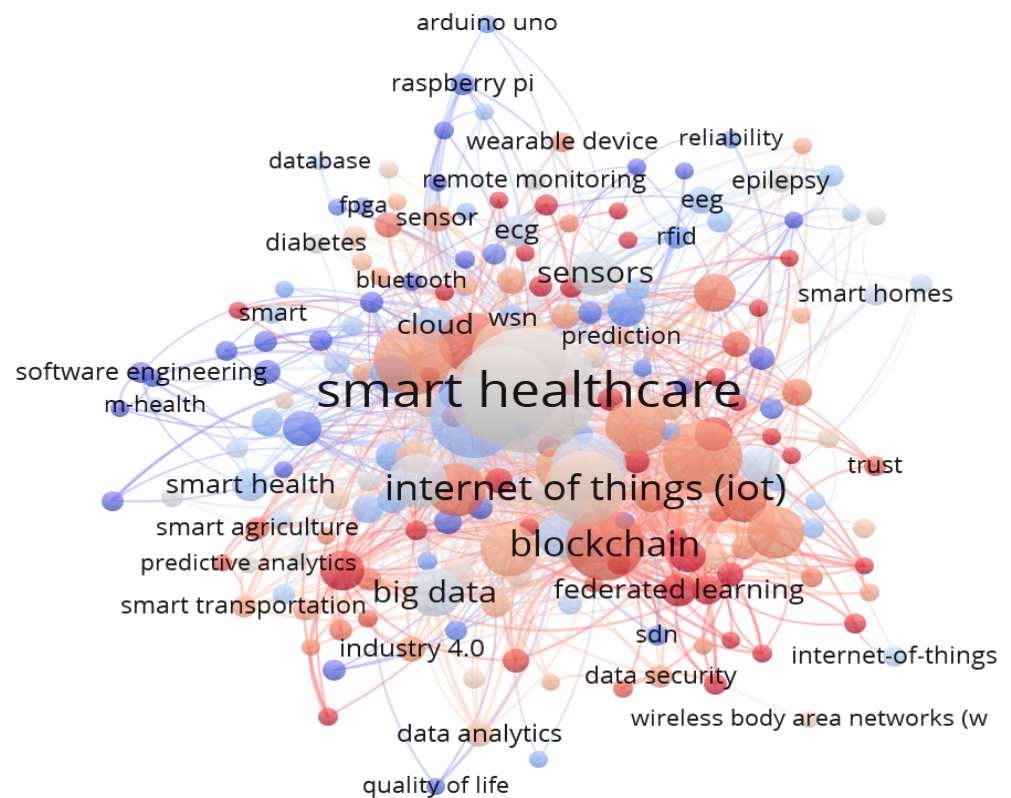 arduino uno
raspberry pi
wearable device
reliability
database
remote monitoring
epilepsy
fpga
sensor
eeg
ecg
rfid
diabetes
bluetooth
sensors
smart homes
smart
cloud
wsn
prediction
software engineering
smart healthcare
m-health
trust
smart health
internet of things (iot)
smart agriculture
blockchain
predictive analytics
big data
federated learning
smart transportation
sdn
industry 4.0
internet-of-things
data security
wireless body area networks (w
data analytics
quality of life